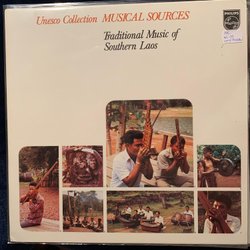 Unesco Collection MUSICAL SOURCES
PHILIPS
Traditional Music of
Southern Laos